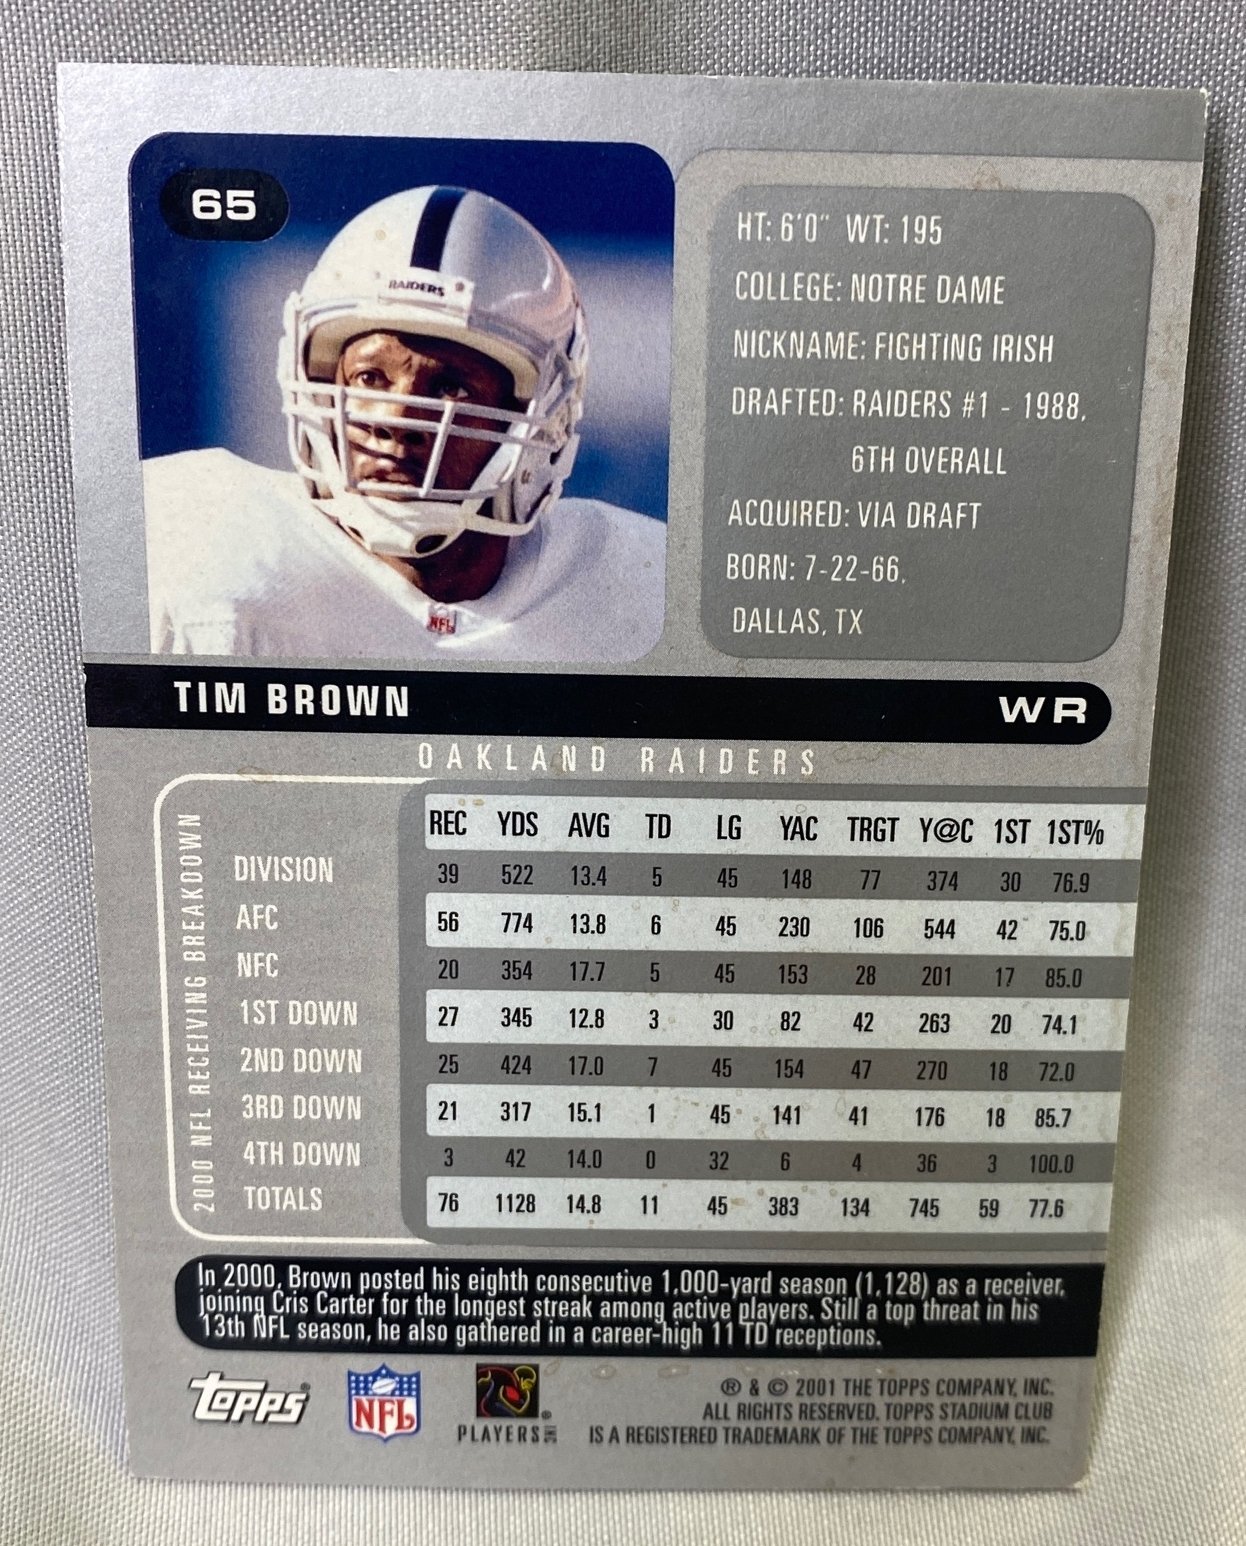 65
RAIDERS
NFL
HT: 6'0" WT: 195
COLLEGE: NOTRE DAME
NICKNAME: FIGHTING IRISH
DRAFTED: RAIDERS #1 - 1988,
6TH OVERALL
ACQUIRED: VIA DRAFT
BORN: 7-22-66,
DALLAS, TX
TIM BROWN WR
OAKLAND RAIDERS
2000 NFL RECEIVING BREAKDOWN
REC YDS AVG TD LG YAC TRGT Y@C 1ST 1ST%
DIVISION 39 522 13.4 5 45 148 77 374 30 76.9
AFC 56 774 13.8 6 45 230 106 544 42 75.0
NFC 20 354 17.7 5 45 153 28 201 17 85.0
1ST DOWN 27 345 12.8 3 30 82 42 263 20 74.1
2ND DOWN 25 424 17.0 7 45 154 47 270 18 72.0
3RD DOWN 21 317 15.1 1 45 141 41 176 18 85.7
4TH DOWN 3 42 14.0 0 32 6 4 36 3 100.0
TOTALS 76 1128 14.8 11 45 383 134 745 59 77.6
In 2000, Brown posted his eighth consecutive 1,000-yard season (1,128) as a receiver,
joining Cris Carter for the longest streak among active players. Still a top threat in his
13th NFL season, he also gathered in a career-high 11 TD receptions.
topps®
NFL
PLAYERS
® & © 2001 THE TOPPS COMPANY, INC.
ALL RIGHTS RESERVED. TOPPS STADIUM CLUB
IS A REGISTERED TRADEMARK OF THE TOPPS COMPANY, INC.